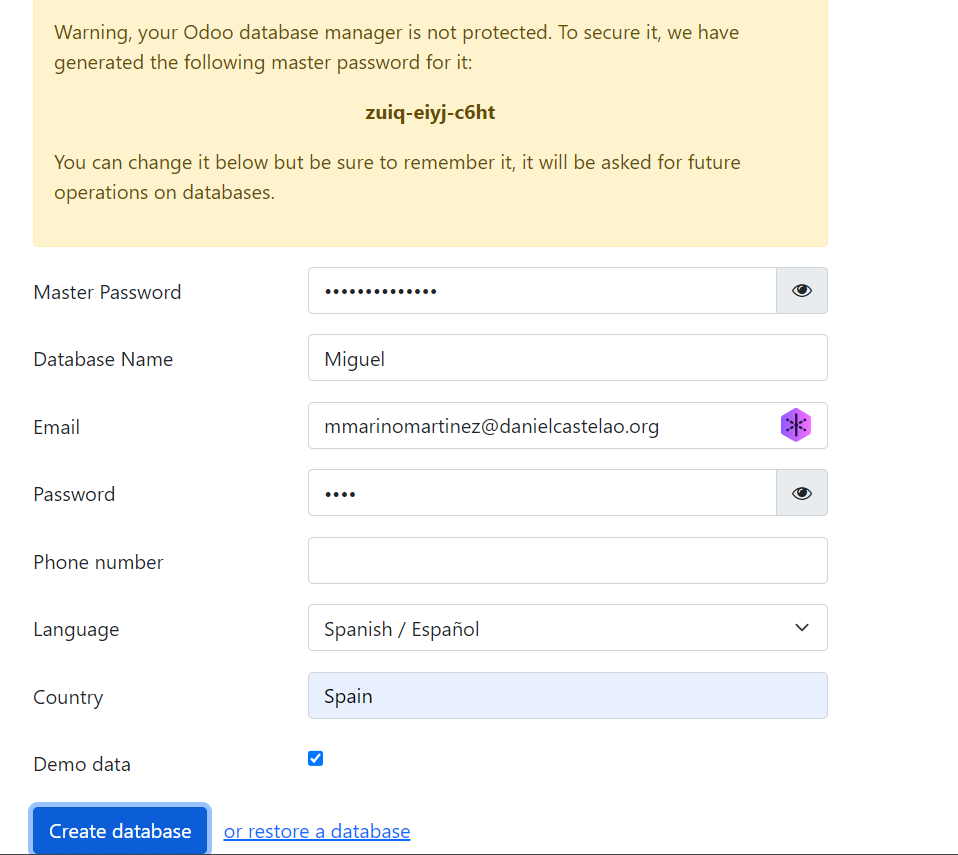 Warning, your Odoo database manager is not protected. To secure it, we have
generated the following master password for it:
zuiq-eiyj-c6ht
You can change it below but be sure to remember it, it will be asked for future
operations on databases.
Master Password ••••••••••••••
Database Name Miguel
Email mmarinomartinez@danielcastelao.org
Password ••••
Phone number
Language Spanish / Español
Country Spain
Demo data
Create database or restore a database